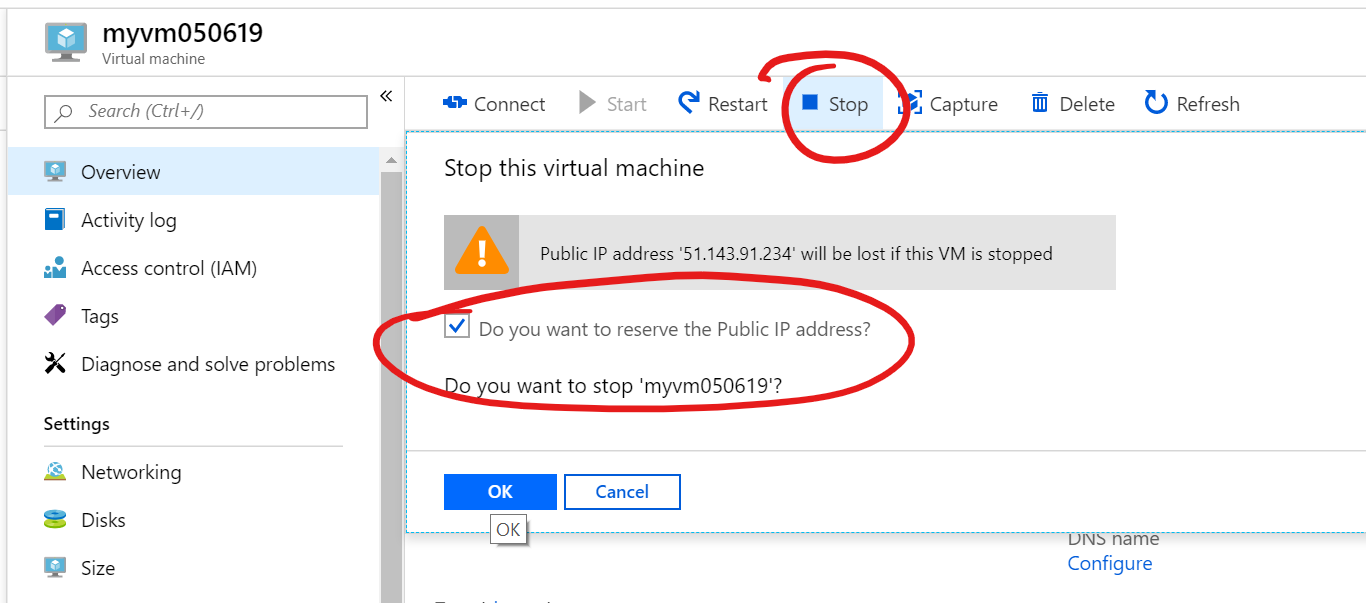 myvm050619
Virtual machine
Search (Ctrl+/)
«
Connect Start Restart Stop Capture Delete Refresh
Overview
Activity log
Access control (IAM)
Tags
Diagnose and solve problems
Settings
Networking
Disks
Size
Stop this virtual machine
Public IP address '51.143.91.234' will be lost if this VM is stopped
Do you want to reserve the Public IP address?
Do you want to stop 'myvm050619'?
OK Cancel
OK
DNS name
Configure